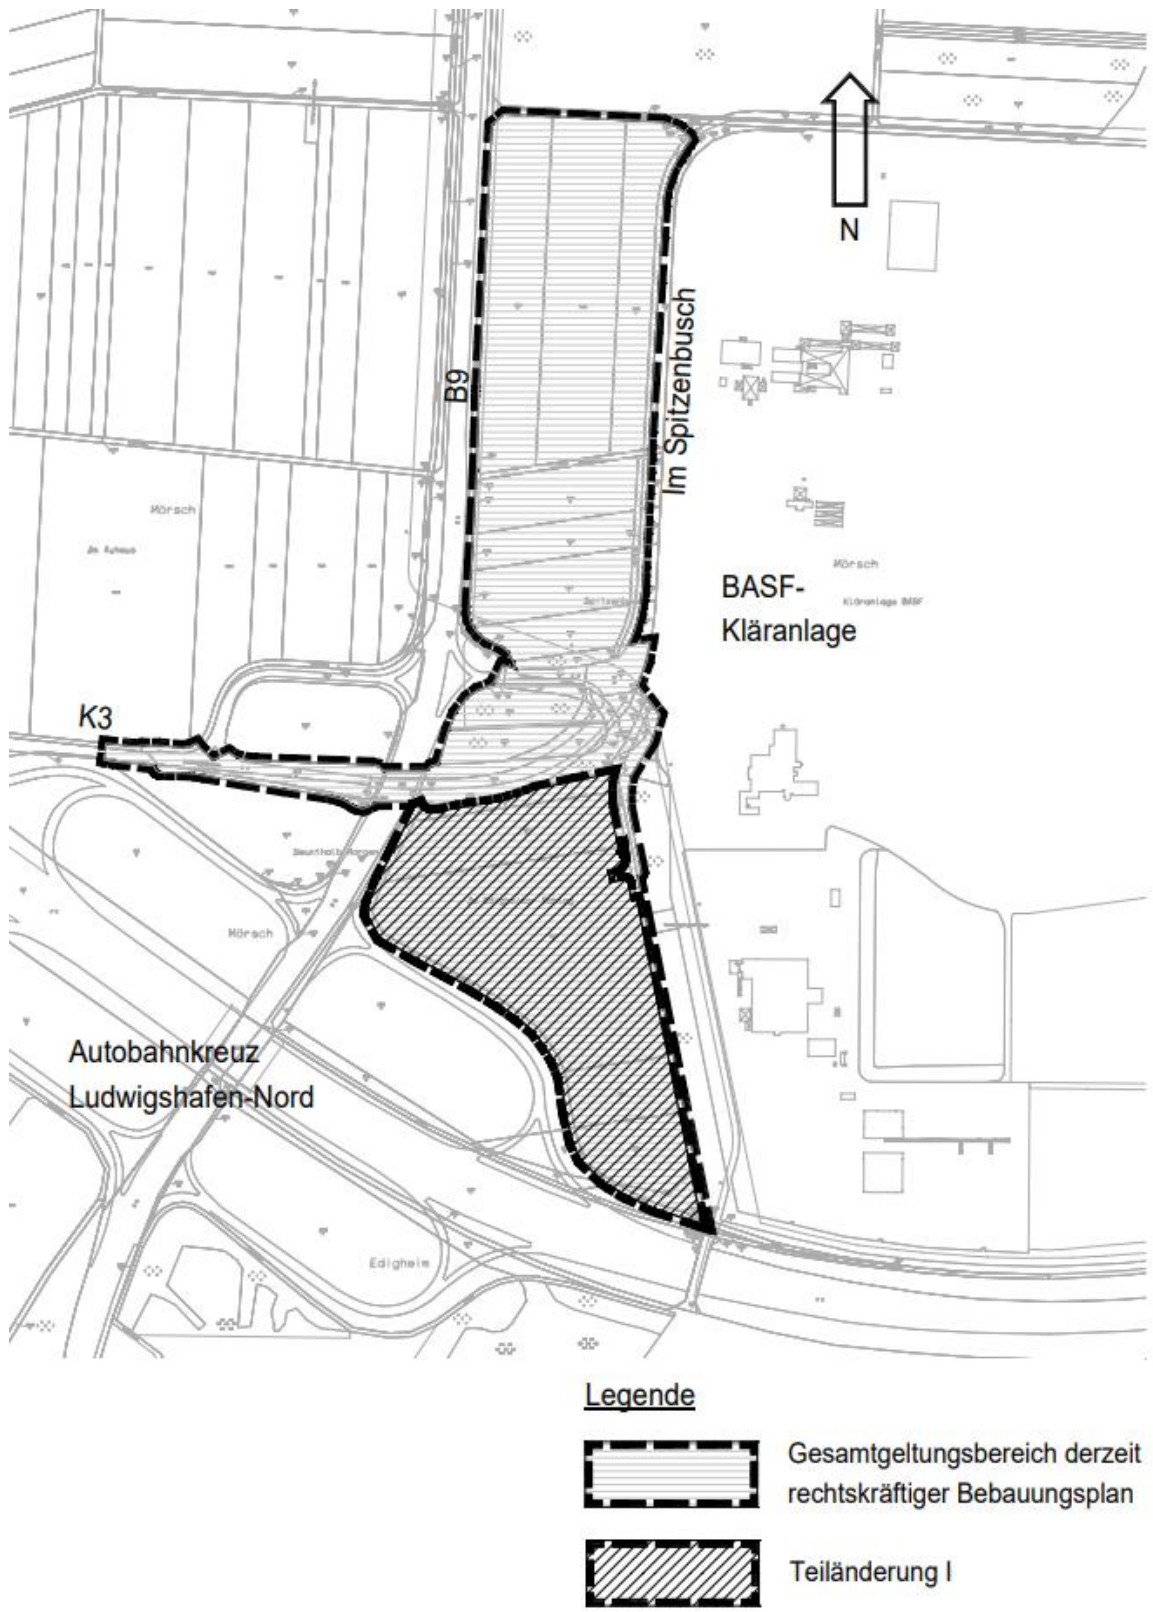 N
B9
Im Spitzenbusch
Mörsch
Im Auhaus
BASF-
Kläranlage
Mörsch
Kläranlage BASF
K3
Mörsch
Autobahnkreuz
Ludwigshafen-Nord
Edigheim
Legende
Gesamtgeltungsbereich derzeit
rechtskräftiger Bebauungsplan
Teiländerung I